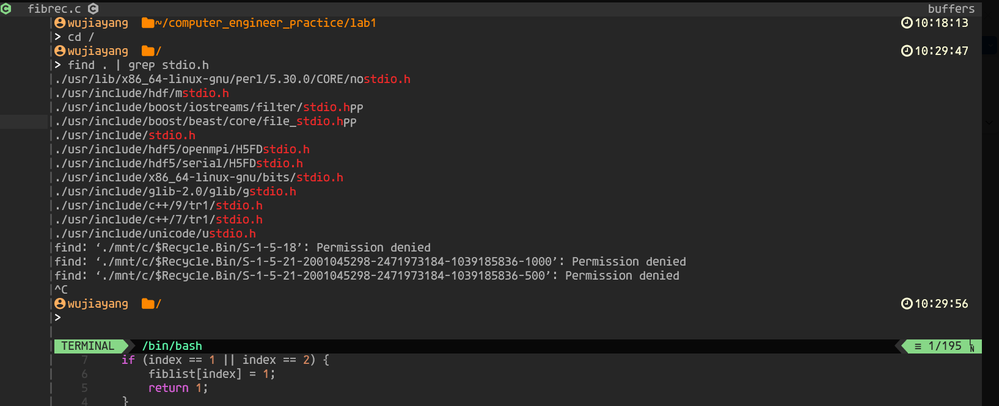 fibrec.c buffers
wujiayang ~/computer_engineer_practice/lab1 10:18:13
> cd /
wujiayang / 10:29:47
> find . | grep stdio.h
./usr/lib/x86_64-linux-gnu/perl/5.30.0/CORE/nostdio.h
./usr/include/hdf/mstdio.h
./usr/include/boost/iostreams/filter/stdio.hpp
./usr/include/boost/beast/core/file_stdio.hpp
./usr/include/stdio.h
./usr/include/hdf5/openmpi/H5FDstdio.h
./usr/include/hdf5/serial/H5FDstdio.h
./usr/include/x86_64-linux-gnu/bits/stdio.h
./usr/include/glib-2.0/glib/gstdio.h
./usr/include/c++/9/tr1/stdio.h
./usr/include/c++/7/tr1/stdio.h
./usr/include/unicode/ustdio.h
find: ‘./mnt/c/$Recycle.Bin/S-1-5-18’: Permission denied
find: ‘./mnt/c/$Recycle.Bin/S-1-5-21-2001045298-2471973184-1039185836-1000’: Permission denied
find: ‘./mnt/c/$Recycle.Bin/S-1-5-21-2001045298-2471973184-1039185836-500’: Permission denied
^C
wujiayang / 10:29:56
>
TERMINAL /bin/bash ≡ 1/195 LN
7 if (index == 1 || index == 2) {
6 fiblist[index] = 1;
5 return 1;
4 }